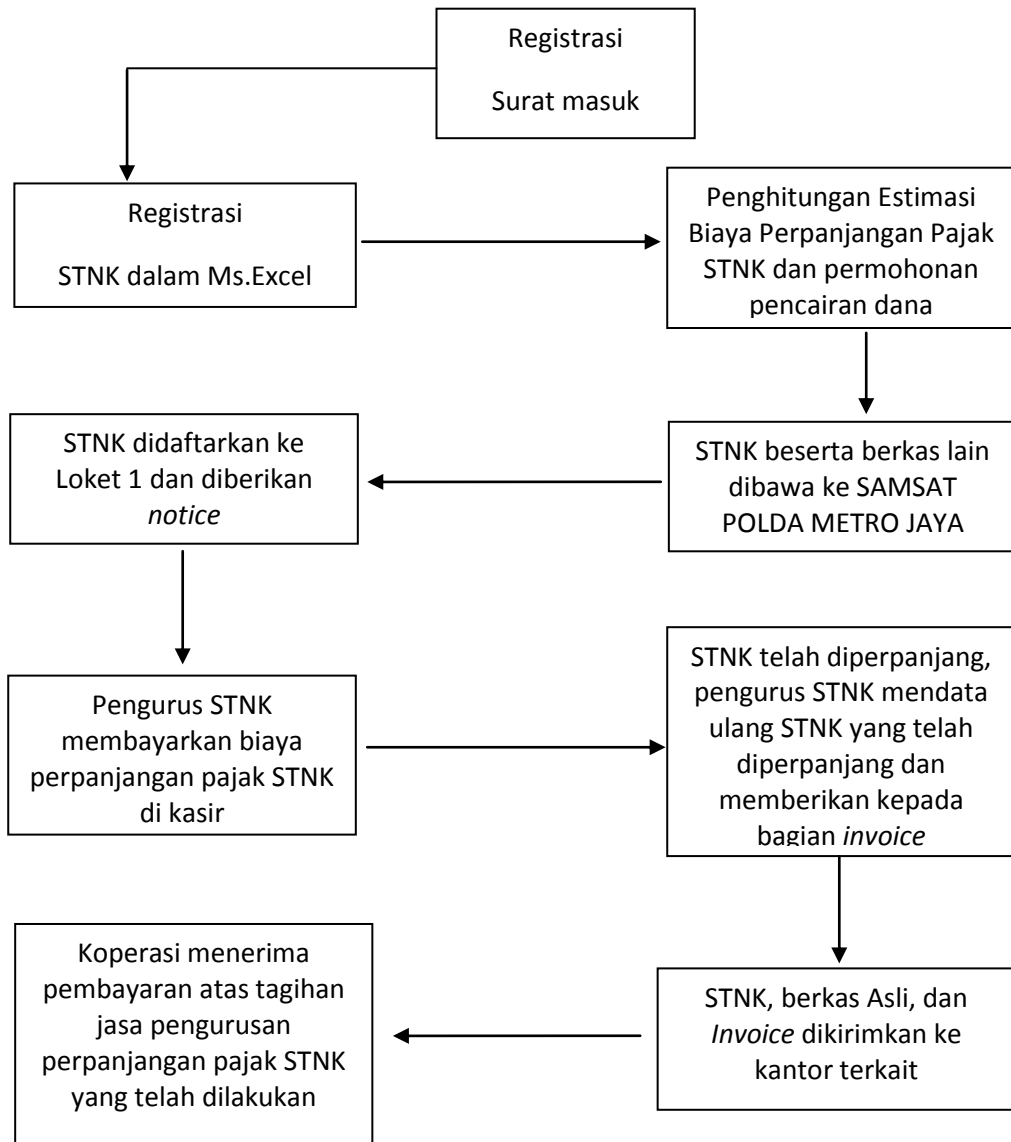 Registrasi
Surat masuk
Registrasi
STNK dalam Ms.Excel
Penghitungan Estimasi
Biaya Perpanjangan Pajak
STNK dan permohonan
pencairan dana
STNK beserta berkas lain
dibawa ke SAMSAT
POLDA METRO JAYA
STNK didaftarkan ke
Loket 1 dan diberikan
notice
Pengurus STNK
membayarkan biaya
perpanjangan pajak STNK
di kasir
STNK telah diperpanjang,
pengurus STNK mendata
ulang STNK yang telah
diperpanjang dan
memberikan kepada
bagian invoice
STNK, berkas Asli, dan
Invoice dikirimkan ke
kantor terkait
Koperasi menerima
pembayaran atas tagihan
jasa pengurusan
perpanjangan pajak STNK
yang telah dilakukan